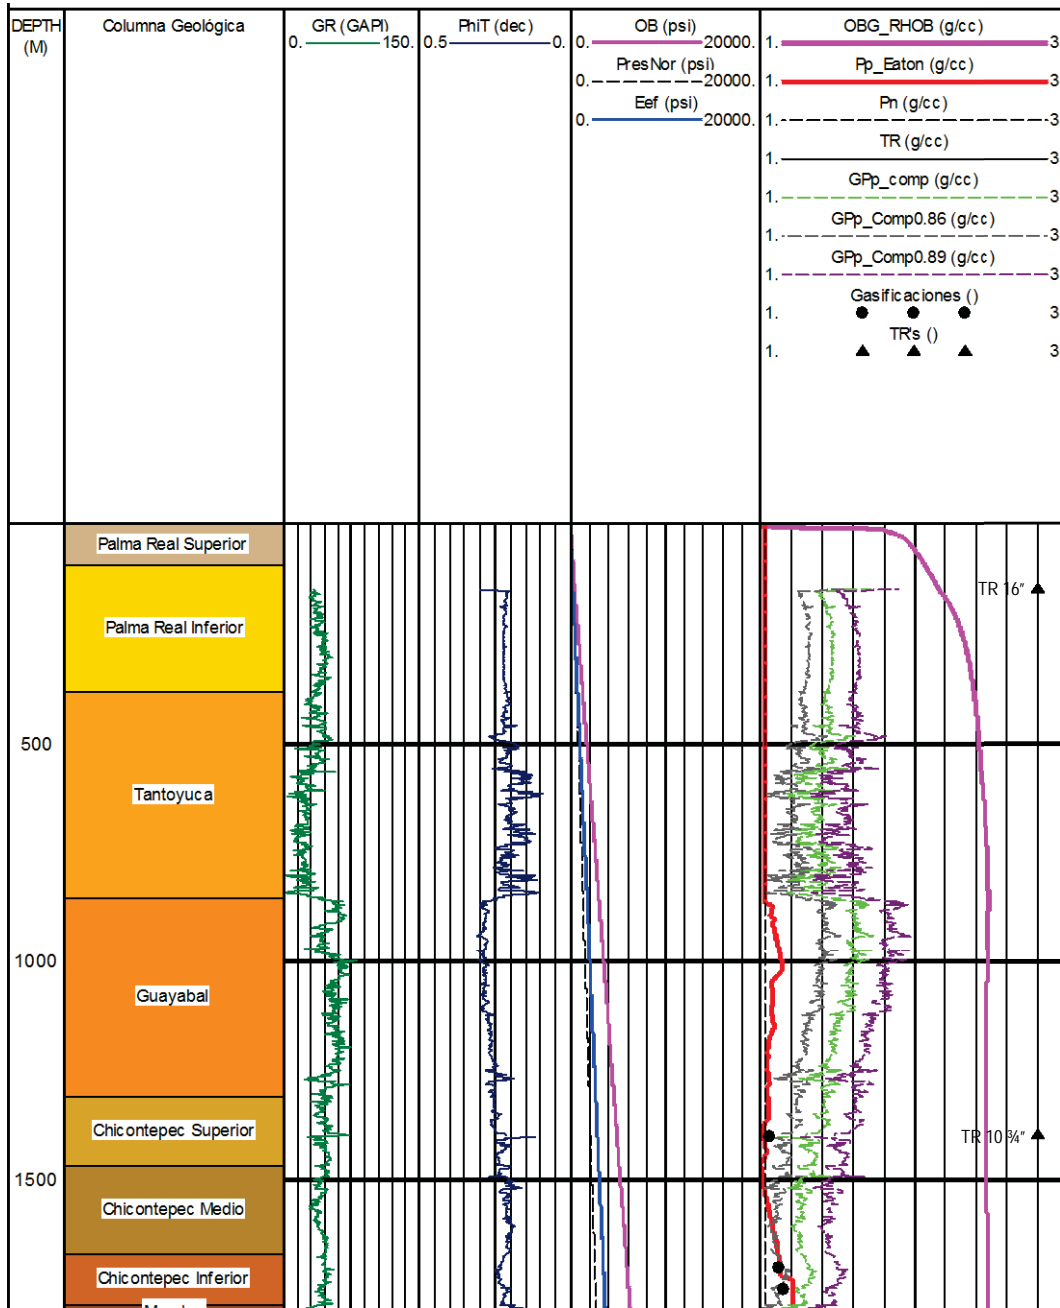 DEPTH
(M)
Columna Geológica
GR (GAPI)
0. 150.
PhiT (dec)
0.5 0.
OB (psi)
0. 20000.
PresNor (psi)
0. 20000.
Eef (psi)
0. 20000.
OBG_RHOB (g/cc)
1. 3
Pp_Eaton (g/cc)
1. 3
Pn (g/cc)
1. 3
TR (g/cc)
1. 3
GPp_comp (g/cc)
1. 3
GPp_Comp0.86 (g/cc)
1. 3
GPp_Comp0.89 (g/cc)
1. 3
Gasificaciones ()
1. 3
TR's ()
1. 3
Palma Real Superior
TR 16"
Palma Real Inferior
500
Tantoyuca
1000
Guayabal
Chicontepec Superior
TR 10 ¾"
1500
Chicontepec Medio
Chicontepec Inferior